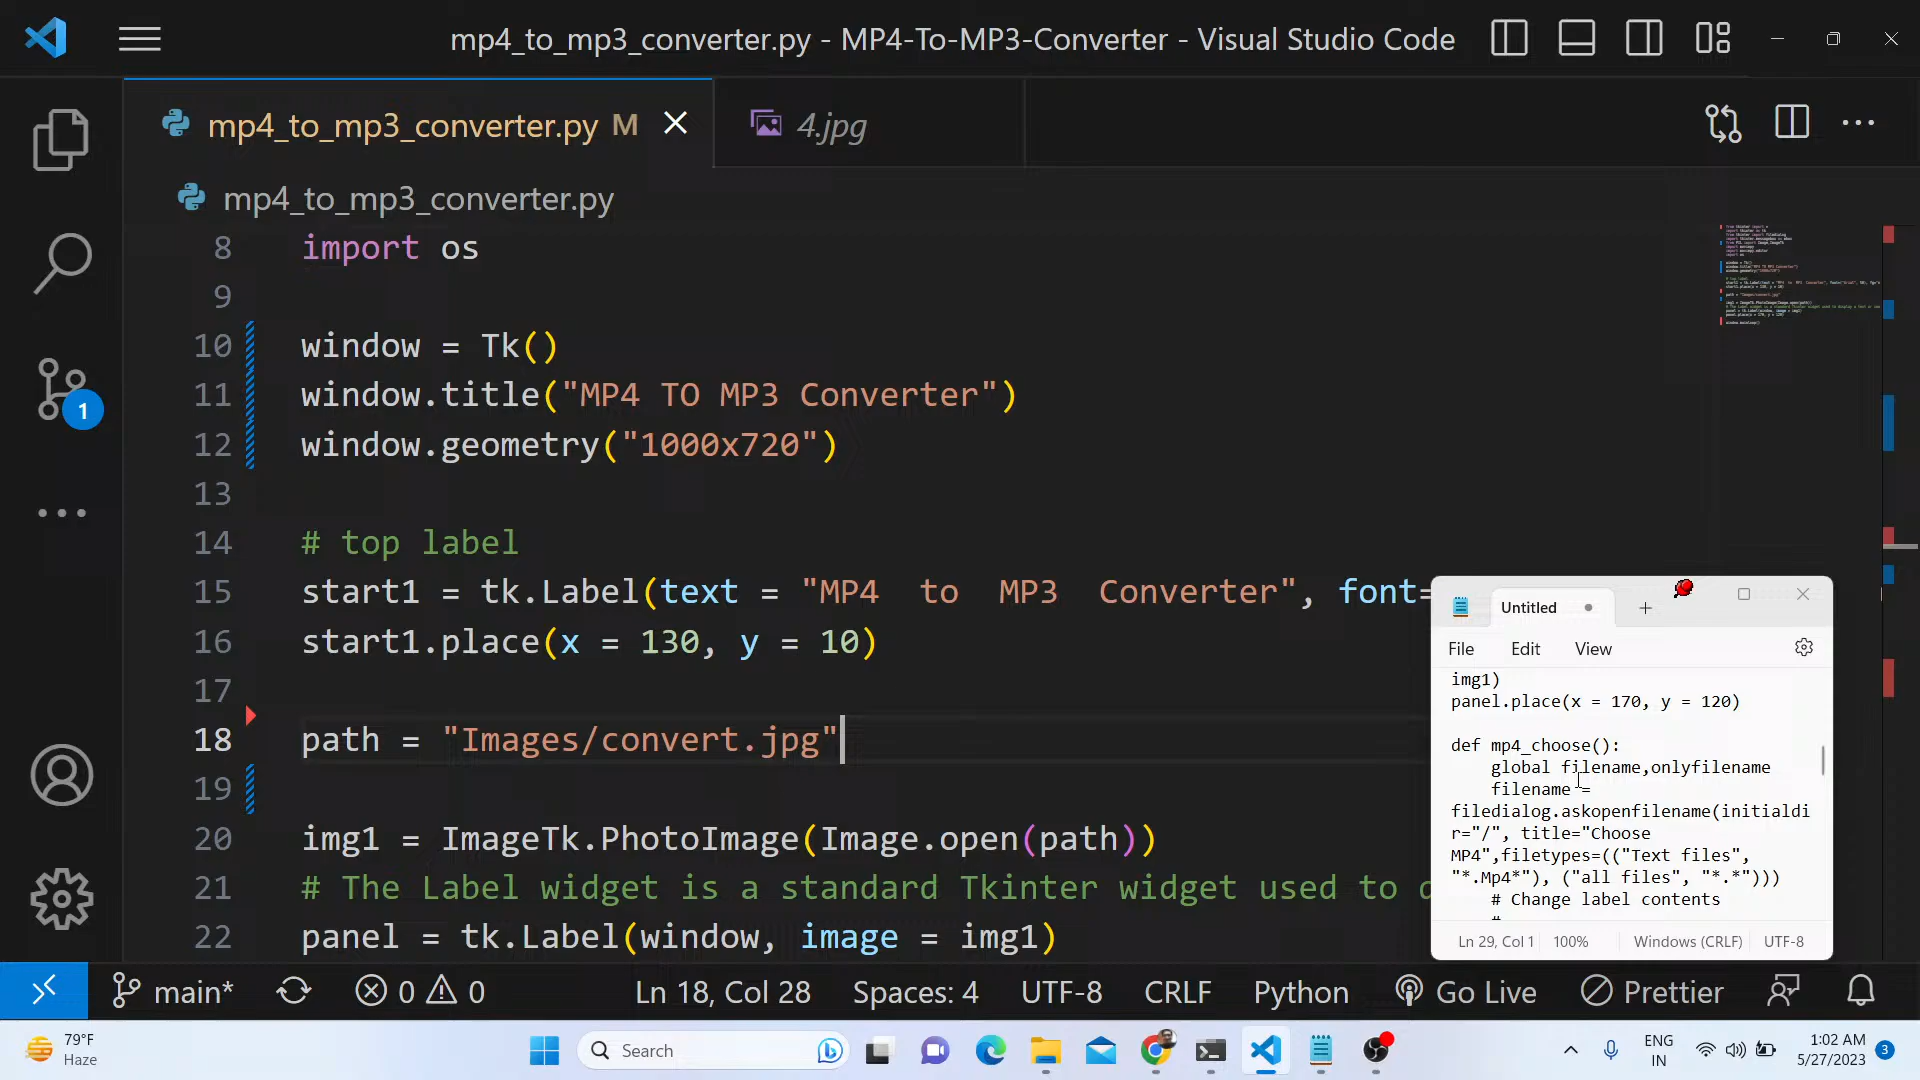 mp4_to_mp3_converter.py - MP4-To-MP3-Converter - Visual Studio Code
mp4_to_mp3_converter.py M
4.jpg
mp4_to_mp3_converter.py
8 import os
9
10 window = Tk()
11 window.title("MP4 TO MP3 Converter")
12 window.geometry("1000x720")
13
14 # top label
15 start1 = tk.Label(text = "MP4  to  MP3  Converter", font=
16 start1.place(x = 130, y = 10)
17
18 path = "Images/convert.jpg"
19
20 img1 = ImageTk.PhotoImage(Image.open(path))
21 # The Label widget is a standard Tkinter widget used to d
22 panel = tk.Label(window, image = img1)
1
Untitled
File Edit View
img1)
panel.place(x = 170, y = 120)
def mp4_choose():
global filename,onlyfilename
filename =
filedialog.askopenfilename(initialdi
r="/", title="Choose
MP4",filetypes=(("Text files",
"*.Mp4*"), ("all files", "*.*")))
# Change label contents
#
Ln 29, Col 1 100% Windows (CRLF) UTF-8
main* 0 0 Ln 18, Col 28 Spaces: 4 UTF-8 CRLF Python Go Live Prettier
79°F
Haze
Search
ENG
IN
1:02 AM
5/27/2023
3